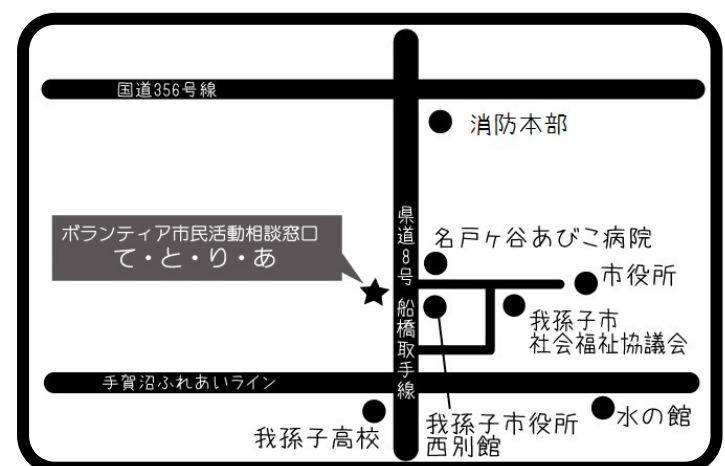 国道356号線
消防本部
ボランティア市民活動相談窓口
て・と・り・あ
県道8号 船橋取手線
名戸ヶ谷あびこ病院
市役所
我孫子市
社会福祉協議会
手賀沼ふれあいライン
我孫子高校
我孫子市役所
西別館
水の館